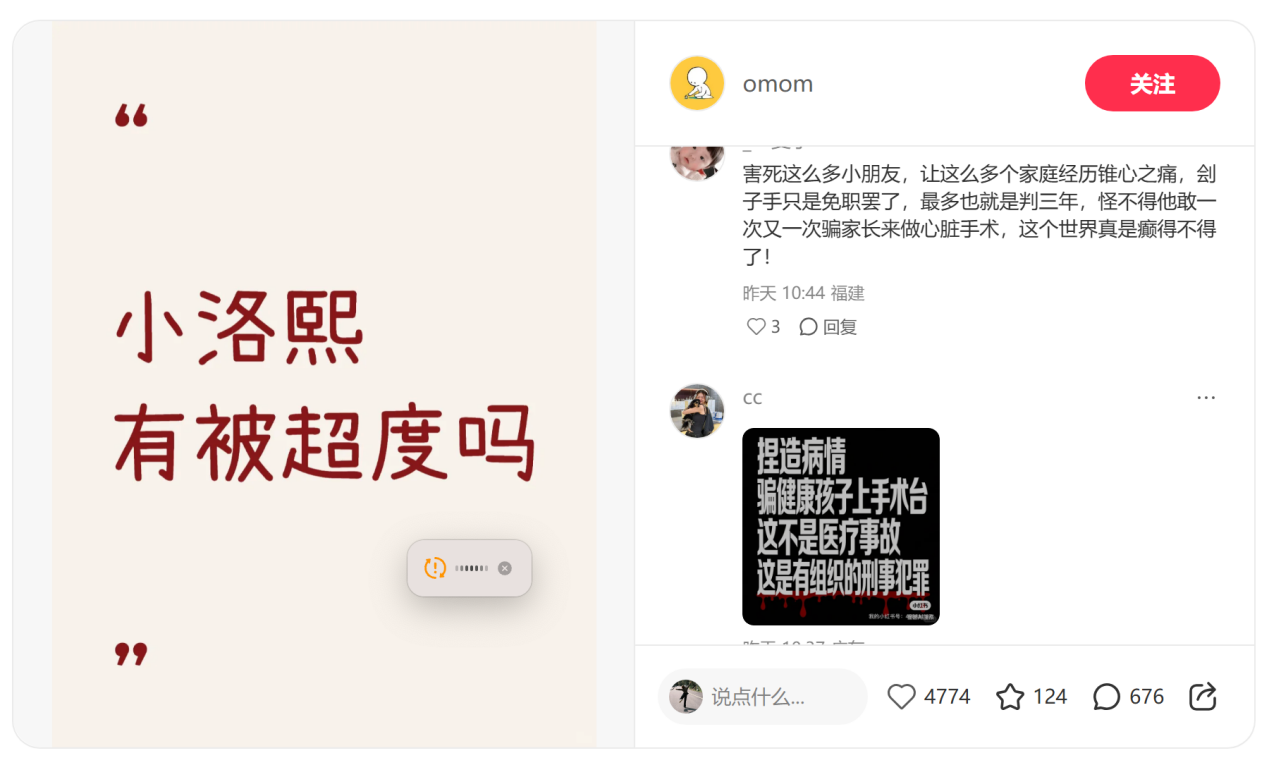 “
小洛熙
有被超度吗
”
omom
关注
害死这么多小朋友，让这么多个家庭经历锥心之痛，刽
子手只是免职罢了，最多也就是判三年，怪不得他敢一
次又一次骗家长来做心脏手术，这个世界真是癫得不得
了！
昨天 10:44 福建
3 回复
cc
捏造病情
骗健康孩子上手术台
这不是医疗事故
这是有组织的刑事犯罪
小红书
说点什么...
4774
124
676